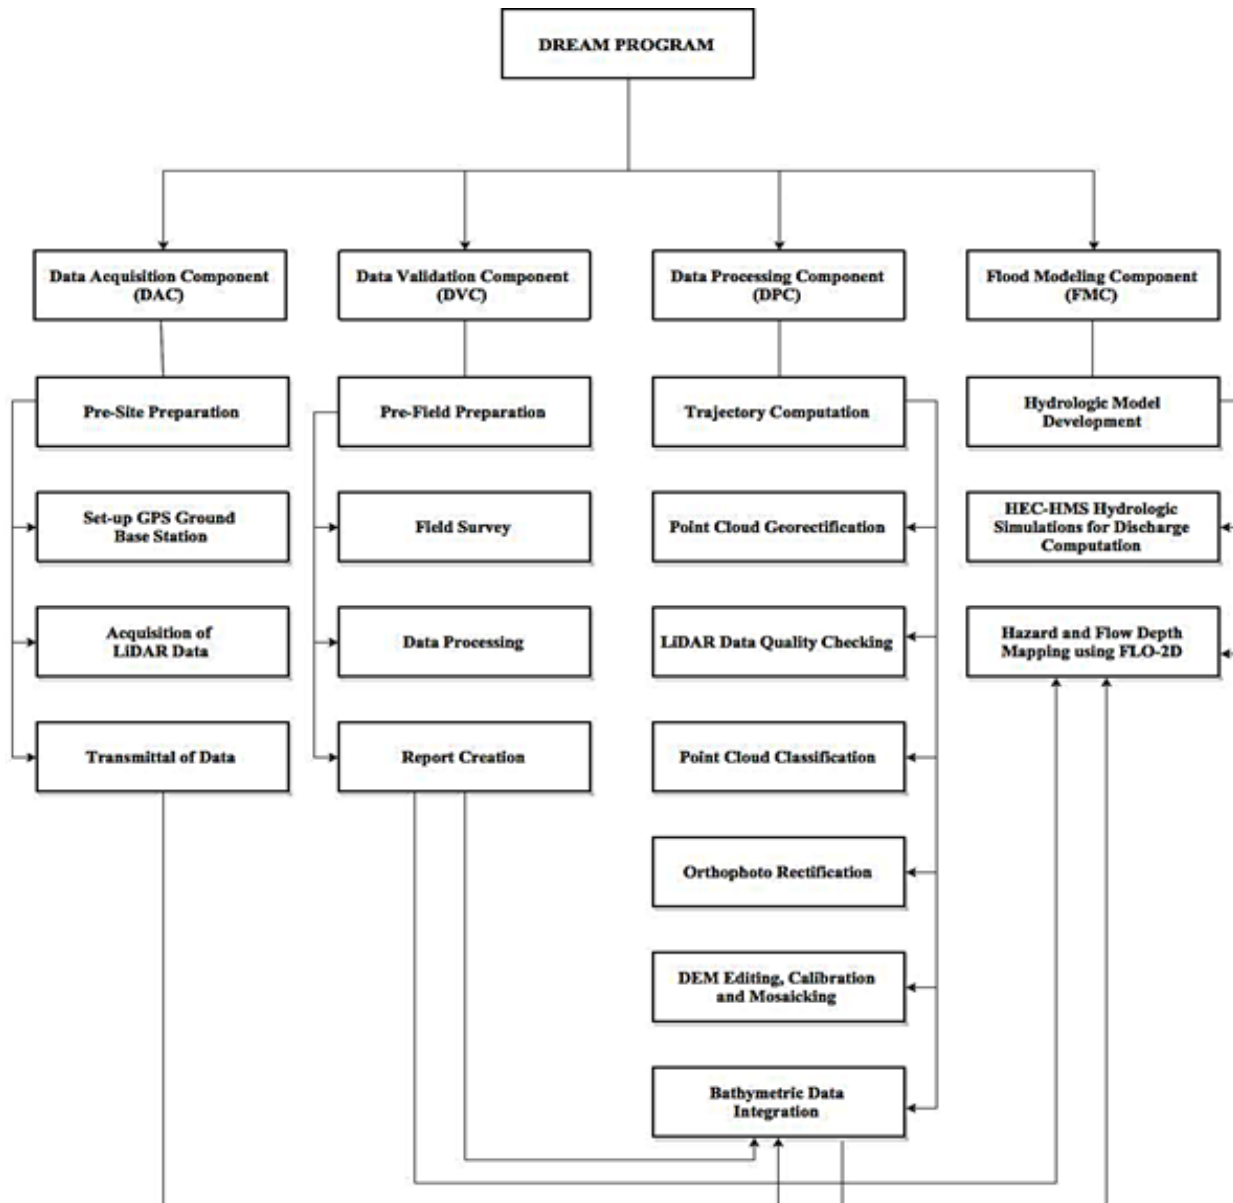 DREAM PROGRAM
Data Acquisition Component
(DAC)
Data Validation Component
(DVC)
Data Processing Component
(DPC)
Flood Modeling Component
(FMC)
Pre-Site Preparation
Pre-Field Preparation
Trajectory Computation
Hydrologic Model
Development
Set-up GPS Ground
Base Station
Field Survey
Point Cloud Georectification
HEC-HMS Hydrologic
Simulations for Discharge
Computation
Acquisition of
LiDAR Data
Data Processing
LiDAR Data Quality Checking
Hazard and Flow Depth
Mapping using FLO-2D
Transmittal of Data
Report Creation
Point Cloud Classification
Orthophoto Rectification
DEM Editing, Calibration
and Mosaicking
Bathymetric Data
Integration